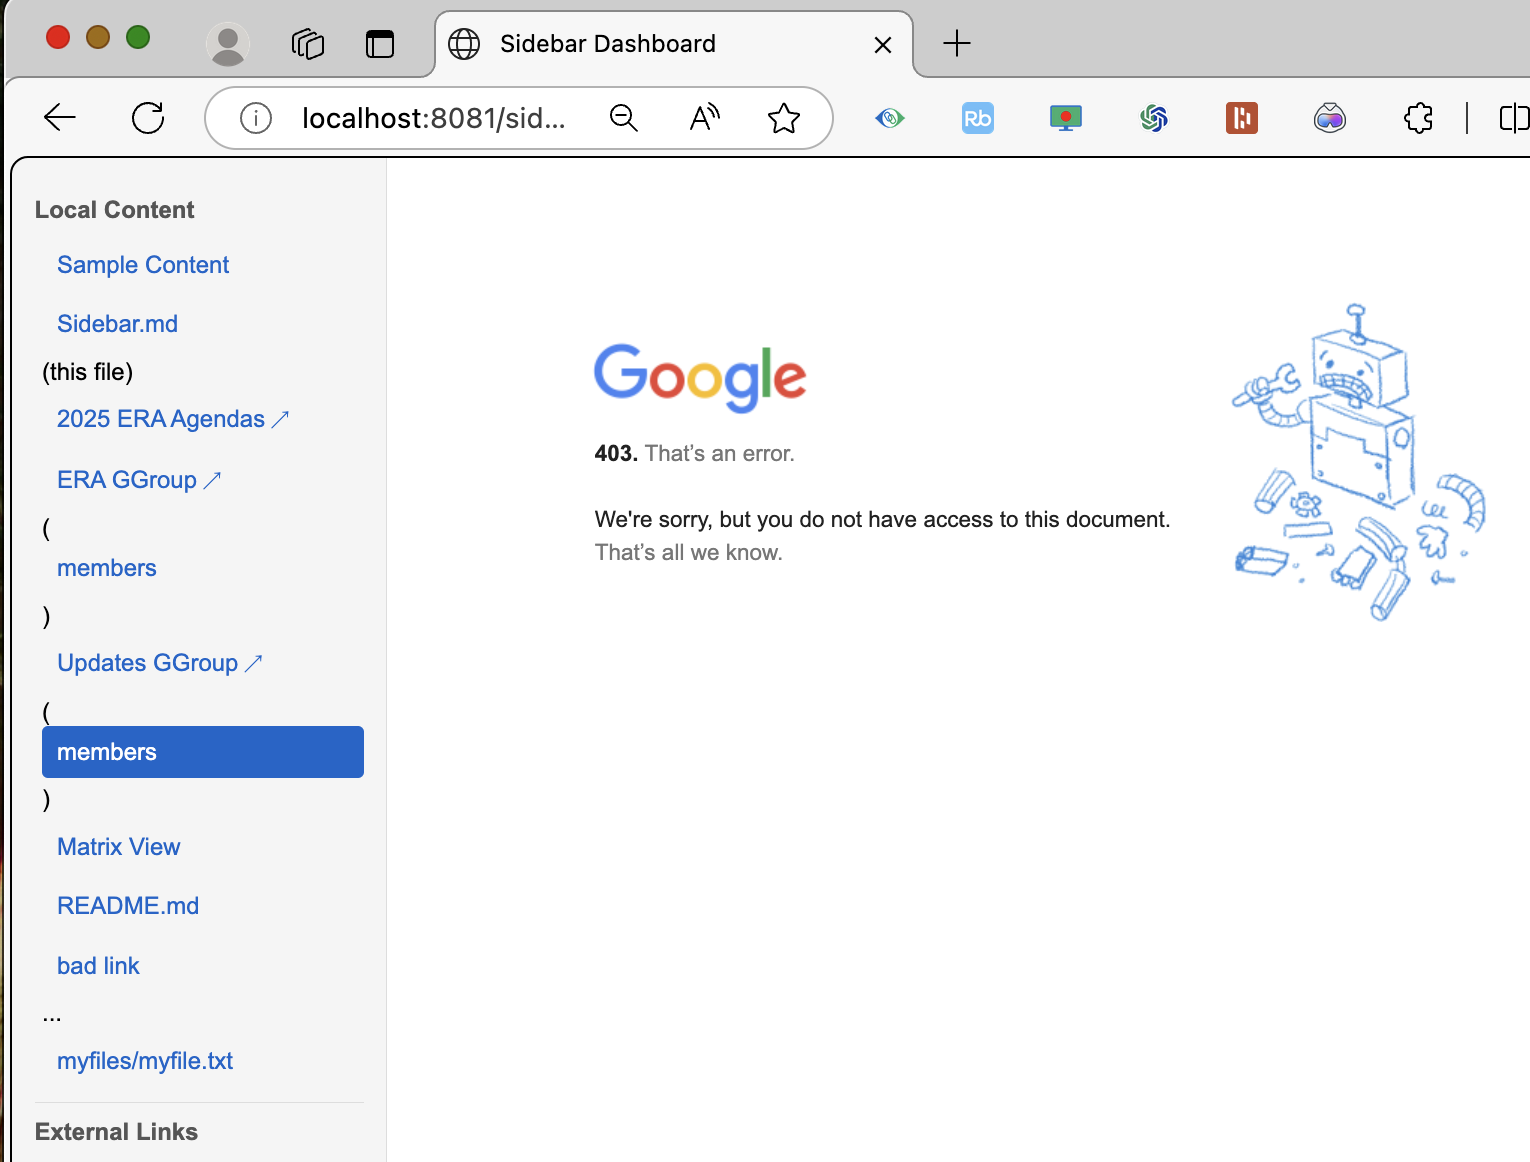 Sidebar Dashboard
localhost:8081/sid...
Rb
Local Content
Sample Content
Sidebar.md
(this file)
2025 ERA Agendas ↗
ERA GGroup ↗
(
members
)
Updates GGroup ↗
(
members
)
Matrix View
README.md
bad link
...
myfiles/myfile.txt
External Links
Google
403. That’s an error.
We're sorry, but you do not have access to this document.
That’s all we know.